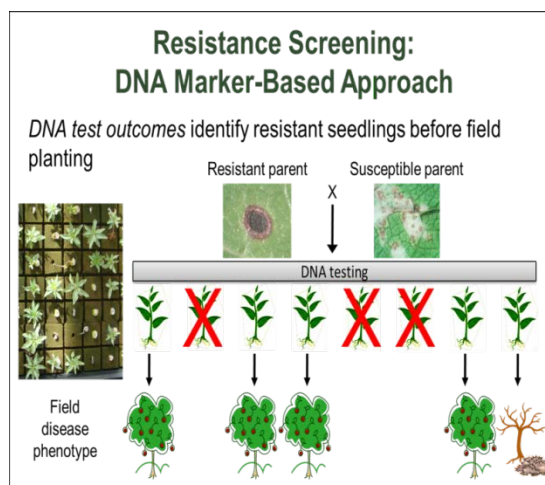 Resistance Screening:
DNA Marker-Based Approach
DNA test outcomes identify resistant seedlings before field
planting
Resistant parent
Susceptible parent
X
DNA testing
Field
disease
phenotype